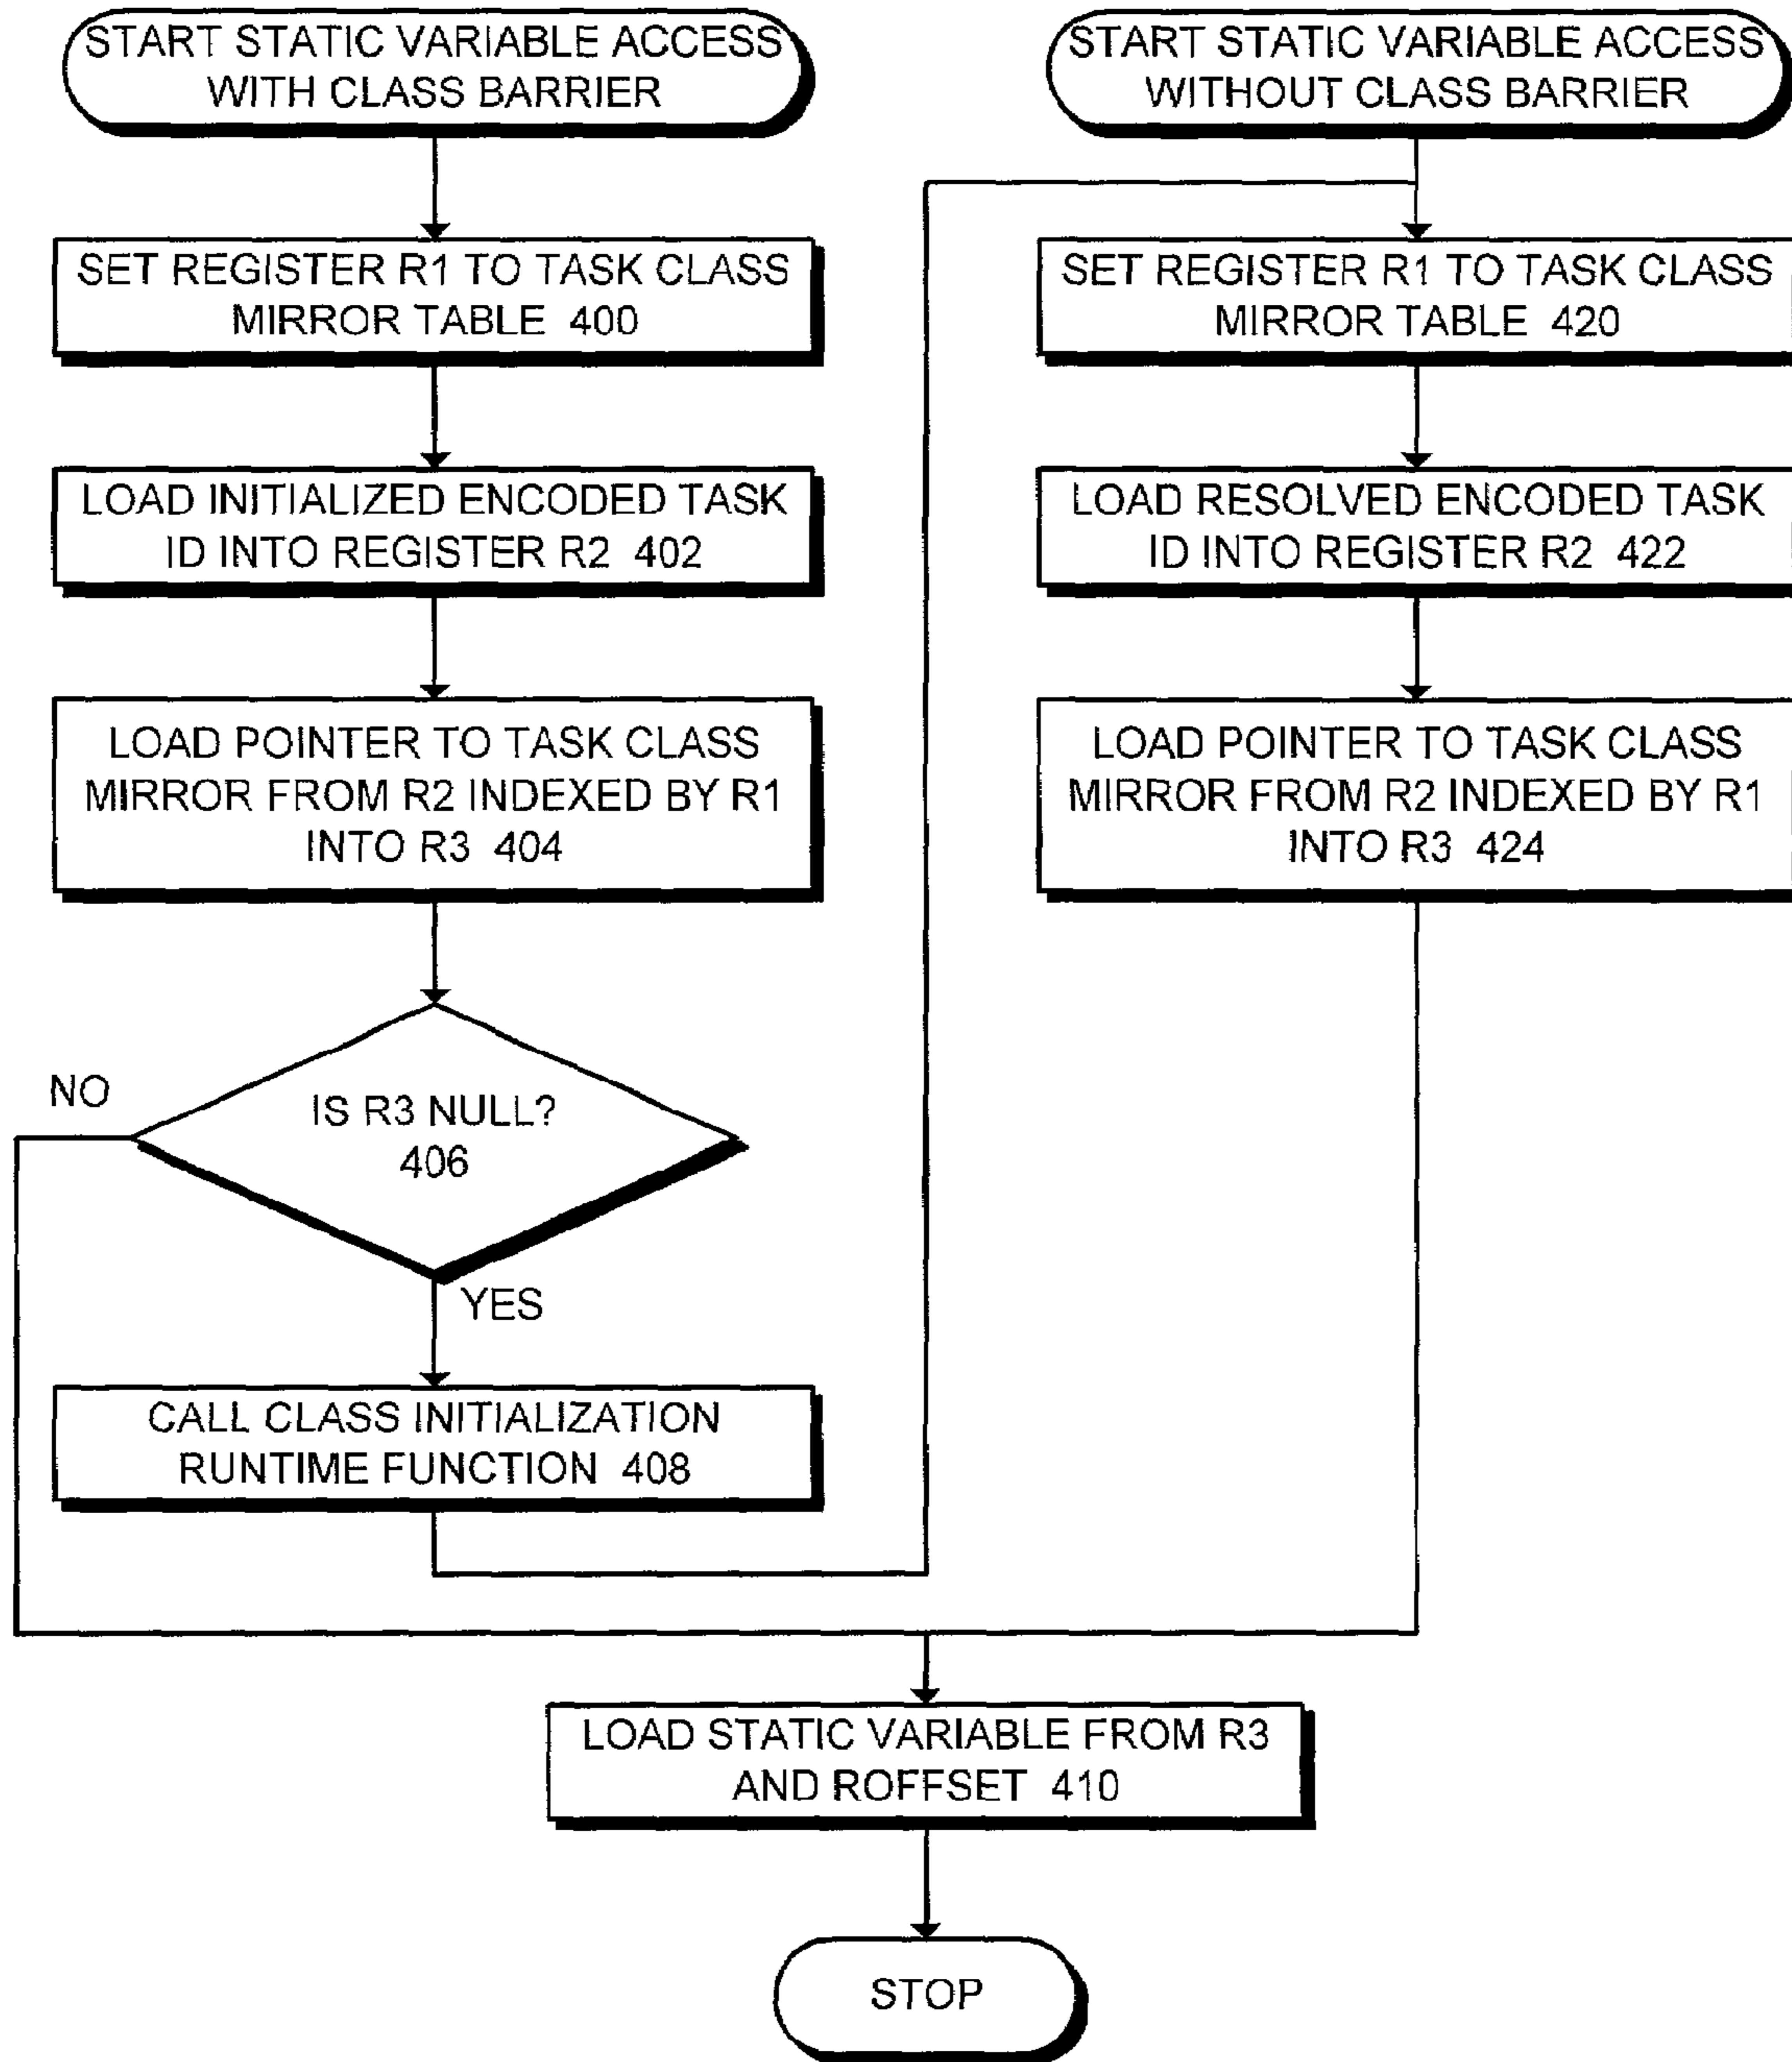 START STATIC VARIABLE ACCESS
WITH CLASS BARRIER
SET REGISTER R1 TO TASK CLASS
MIRROR TABLE 400
LOAD INITIALIZED ENCODED TASK
ID INTO REGISTER R2 402
LOAD POINTER TO TASK CLASS
MIRROR FROM R2 INDEXED BY R1
INTO R3 404
NO
IS R3 NULL?
406
YES
CALL CLASS INITIALIZATION
RUNTIME FUNCTION 408
START STATIC VARIABLE ACCESS
WITHOUT CLASS BARRIER
SET REGISTER R1 TO TASK CLASS
MIRROR TABLE 420
LOAD RESOLVED ENCODED TASK
ID INTO REGISTER R2 422
LOAD POINTER TO TASK CLASS
MIRROR FROM R2 INDEXED BY R1
INTO R3 424
LOAD STATIC VARIABLE FROM R3
AND ROFFSET 410
STOP